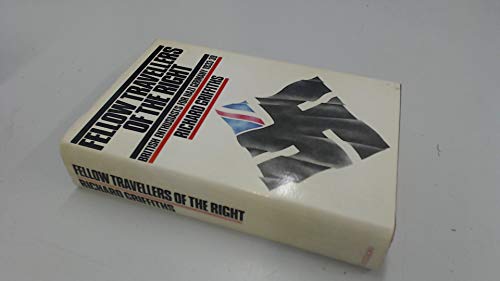 FELLOW TRAVELLERS
OF THE RIGHT
BRITISH ENTHUSIASTS FOR NAZI GERMANY 1933-39
RICHARD GRIFFITHS
FELLOW TRAVELLERS OF THE RIGHT
RICHARD GRIFFITHS